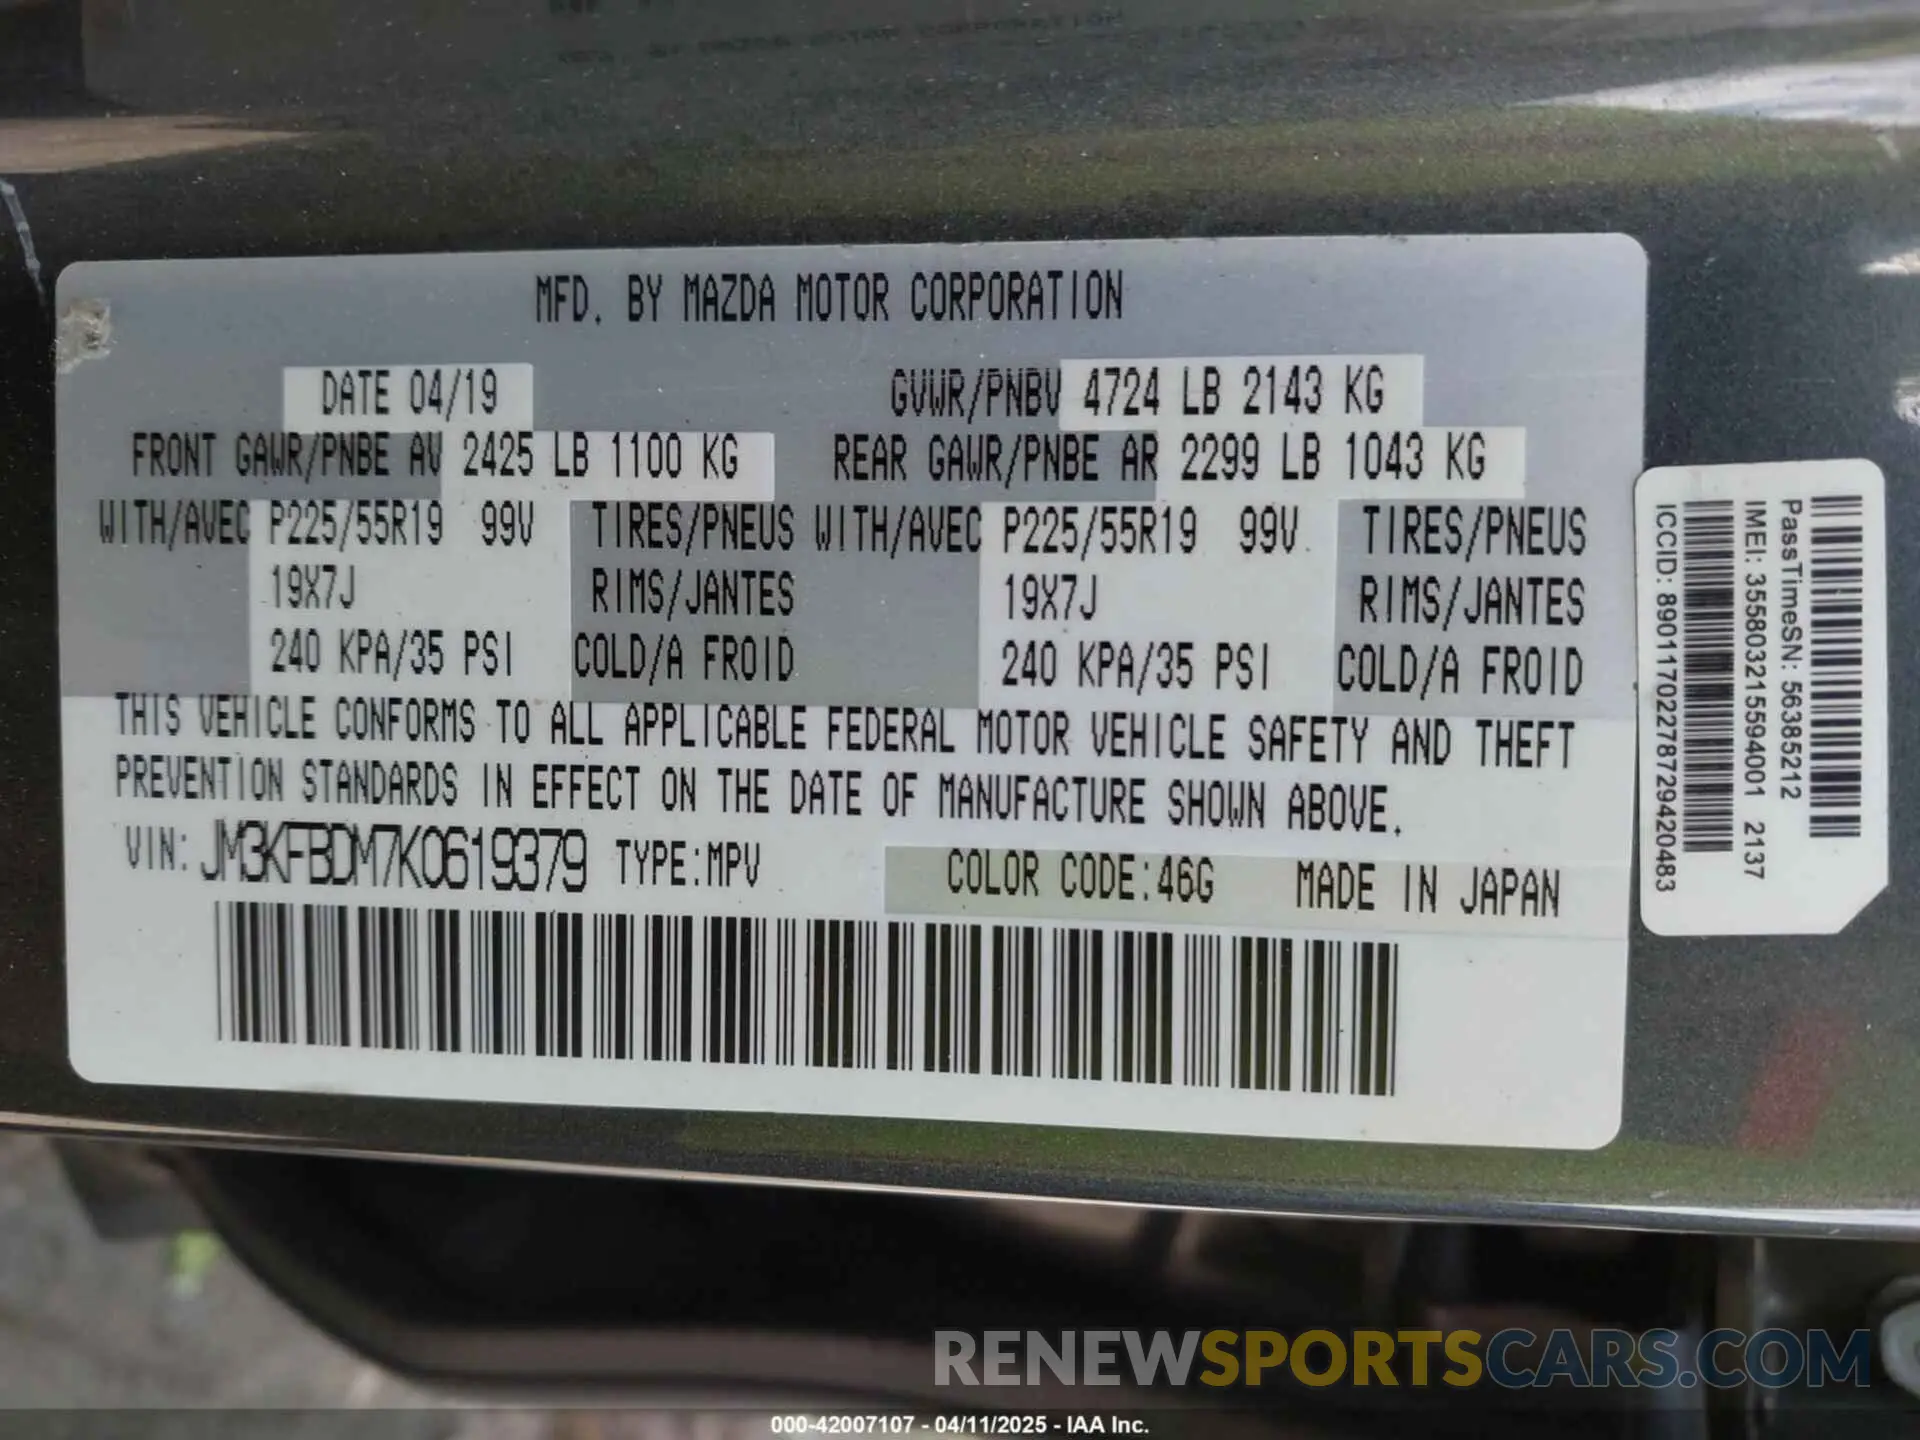 MFD. BY MAZDA MOTOR CORPORATION
DATE 04/19 GVWR/PNBV 4724 LB 2143 KG
FRONT GAWR/PNBE AV 2425 LB 1100 KG REAR GAWR/PNBE AR 2299 LB 1043 KG
WITH/AVEC P225/55R19 99V TIRES/PNEUS WITH/AVEC P225/55R19 99V TIRES/PNEUS
19X7J RIMS/JANTES 19X7J RIMS/JANTES
240 KPA/35 PSI COLD/A FROID 240 KPA/35 PSI COLD/A FROID
THIS VEHICLE CONFORMS TO ALL APPLICABLE FEDERAL MOTOR VEHICLE SAFETY AND THEFT
PREVENTION STANDARDS IN EFFECT ON THE DATE OF MANUFACTURE SHOWN ABOVE.
VIN: JM3KFBDM7K0619379 TYPE:MPV COLOR CODE:46G MADE IN JAPAN
PassTimeSN: 56385212
IMEI: 355803215594001 2137
ICCID: 89011702278729420483
RENEWSPORTSCARS.COM
000-42007107 - 04/11/2025 - IAA Inc.